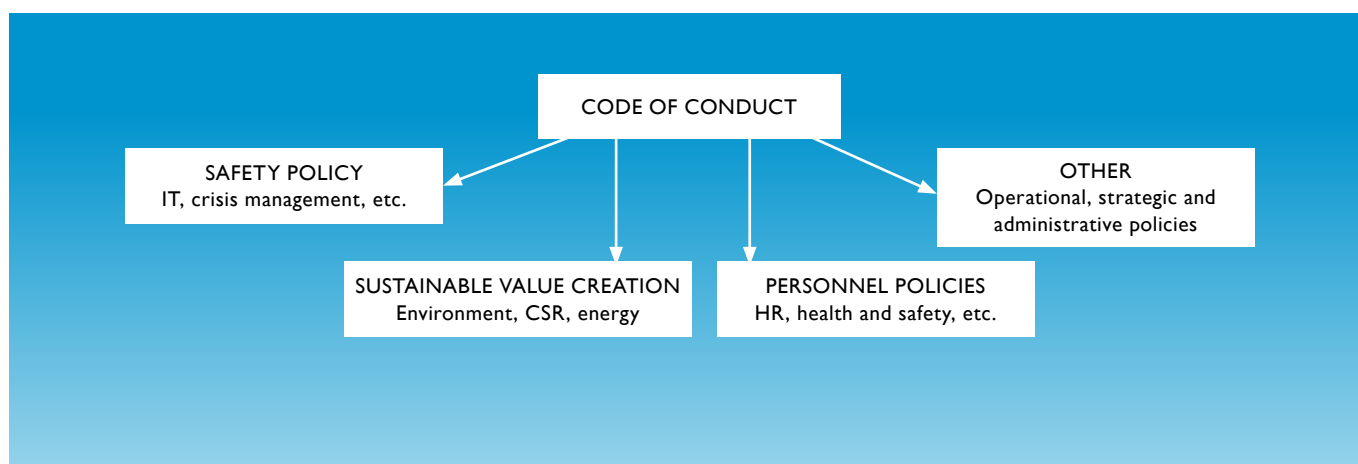 CODE OF CONDUCT
SAFETY POLICY
IT, crisis management, etc.
OTHER
Operational, strategic and
administrative policies
SUSTAINABLE VALUE CREATION
Environment, CSR, energy
PERSONNEL POLICIES
HR, health and safety, etc.